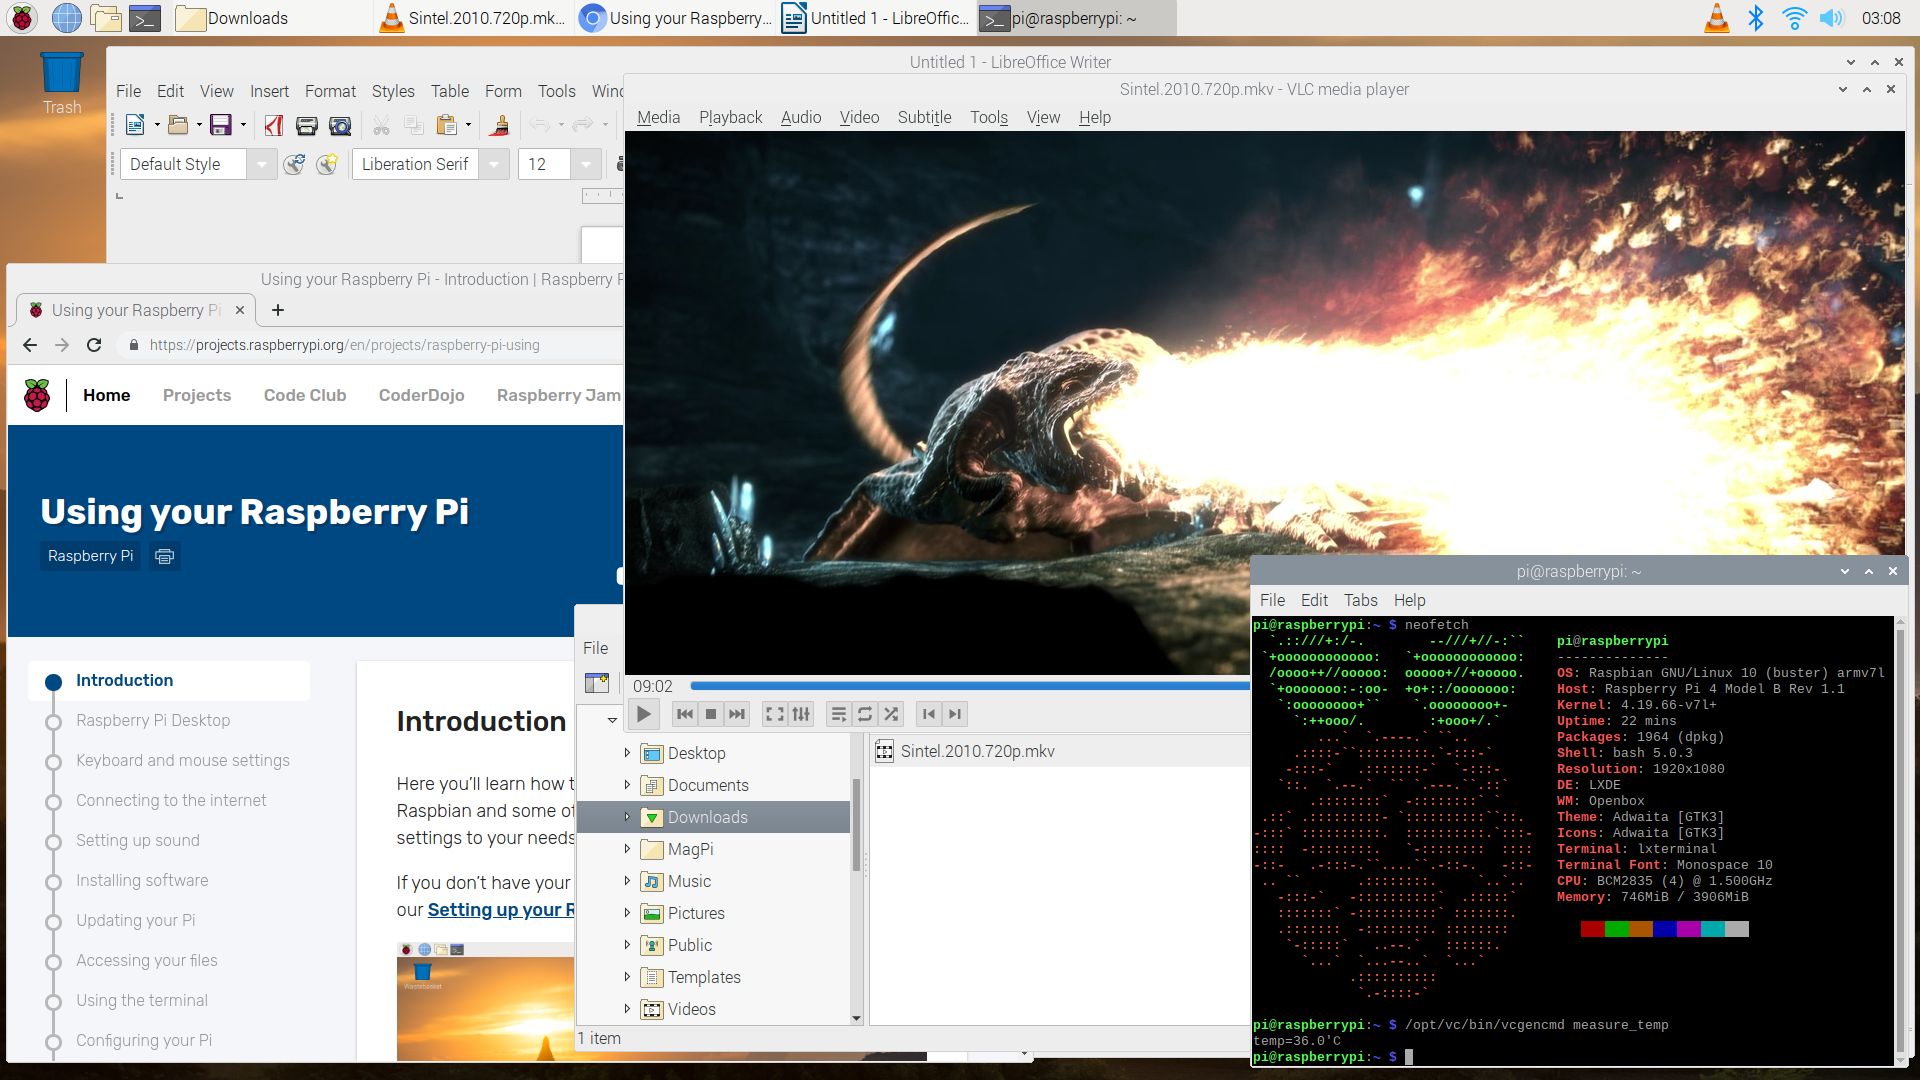 Downloads
Sintel.2010.720p.mk...
Using your Raspberry...
Untitled 1 - LibreOffic...
pi@raspberrypi: ~
03:08
Trash
Untitled 1 - LibreOffice Writer
File Edit View Insert Format Styles Table Form Tools Winc
Default Style
Liberation Serif
12
Sintel.2010.720p.mkv - VLC media player
Media Playback Audio Video Subtitle Tools View Help
09:02
Using your Raspberry Pi - Introduction | Raspberry P
Using your Raspberry Pi
https://projects.raspberrypi.org/en/projects/raspberry-pi-using
Home Projects Code Club CoderDojo Raspberry Jam
Using your Raspberry Pi
Raspberry Pi
Introduction
Raspberry Pi Desktop
Keyboard and mouse settings
Connecting to the internet
Setting up sound
Installing software
Updating your Pi
Accessing your files
Using the terminal
Configuring your Pi
Introduction
Here you'll learn how t
Raspbian and some of
settings to your needs
If you don't have your
our Setting up your R
Wastebasket
File
Desktop
Documents
Downloads
MagPi
Music
Pictures
Public
Templates
Videos
Sintel.2010.720p.mkv
1 item
pi@raspberrypi: ~
File Edit Tabs Help
pi@raspberrypi:~ $ neofetch
pi@raspberrypi
--------------
OS: Raspbian GNU/Linux 10 (buster) armv7l
Host: Raspberry Pi 4 Model B Rev 1.1
Kernel: 4.19.66-v7l+
Uptime: 22 mins
Packages: 1964 (dpkg)
Shell: bash 5.0.3
Resolution: 1920x1080
DE: LXDE
WM: Openbox
Theme: Adwaita [GTK3]
Icons: Adwaita [GTK3]
Terminal: lxterminal
Terminal Font: Monospace 10
CPU: BCM2835 (4) @ 1.500GHz
Memory: 746MiB / 3906MiB
pi@raspberrypi:~ $ /opt/vc/bin/vcgencmd measure_temp
temp=36.0'C
pi@raspberrypi:~ $